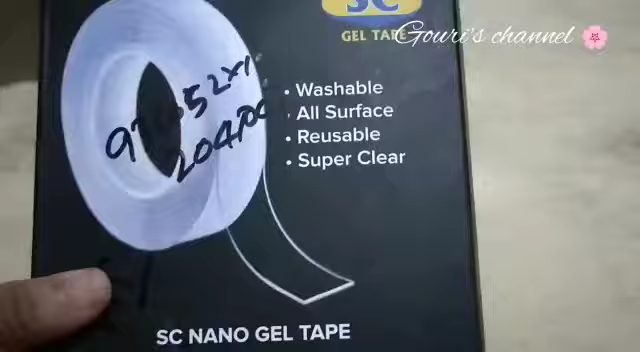 SC
GEL TAPE
Gouri's channel 🌸
• Washable
• All Surface
• Reusable
• Super Clear
SC NANO GEL TAPE